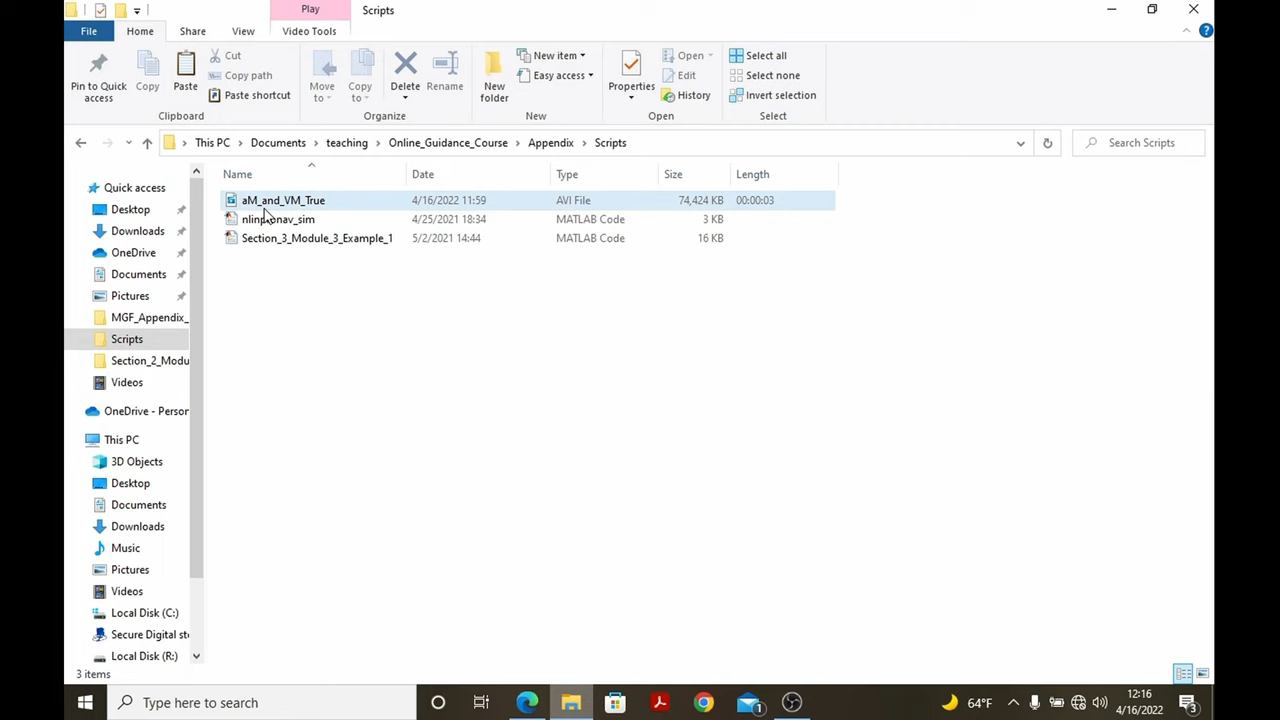 Play
Scripts
File
Home
Share
View
Video Tools
Pin to Quick access
Copy
Paste
Cut
Copy path
Paste shortcut
Clipboard
Move to
Copy to
Delete
Rename
Organize
New folder
New item
Easy access
New
Properties
Open
Edit
History
Open
Select all
Select none
Invert selection
Select
This PC
Documents
teaching
Online_Guidance_Course
Appendix
Scripts
Search Scripts
Name
Date
Type
Size
Length
aM_and_VM_True 4/16/2022 11:59 AVI File 74,424 KB 00:00:03
4/25/2021 18:34 MATLAB Code 3 KB
Section_3_Module_3_Example_1 5/2/2021 14:44 MATLAB Code 16 KB
Quick access
Desktop
Downloads
OneDrive
Documents
Pictures
MGF_Appendix_
Scripts
Section_2_Modu
Videos
OneDrive - Person
This PC
3D Objects
Desktop
Documents
Downloads
Music
Pictures
Videos
Local Disk (C:)
Secure Digital sto
Local Disk (R:)
3 items
Type here to search
1
64°F
12:16
4/16/2022
3